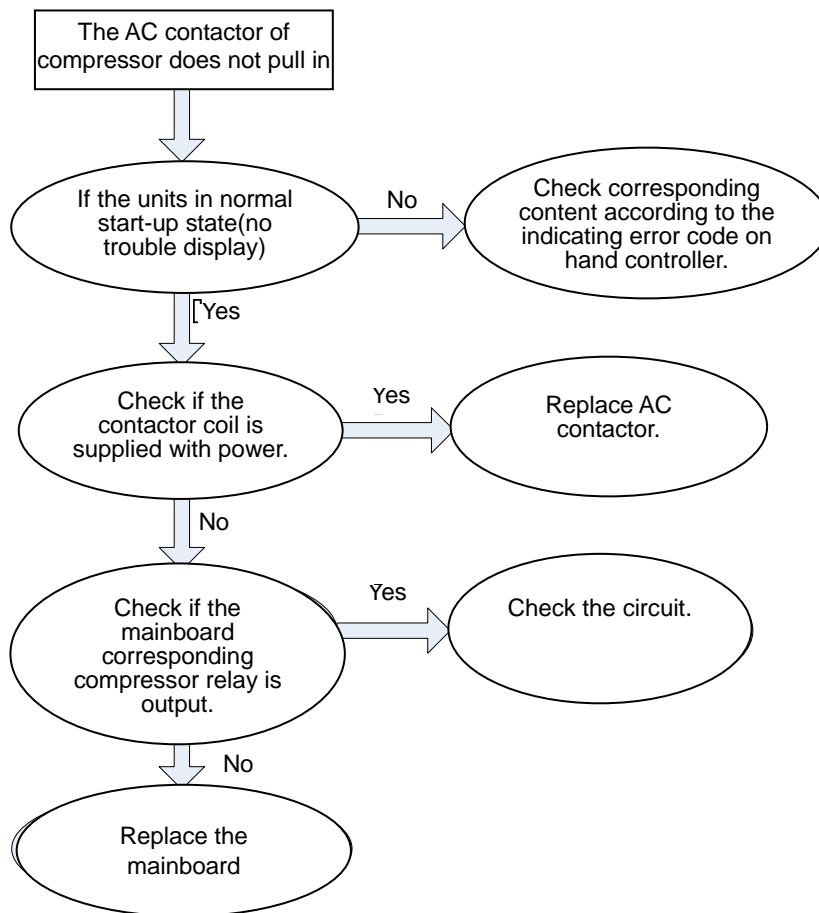 The AC contactor of
compressor does not pull in
If the units in normal
start-up state(no
trouble display)
No
Check corresponding
content according to the
indicating error code on
hand controller.
Yes
Check if the
contactor coil is
supplied with power.
Yes
Replace AC
contactor.
No
Check if the
mainboard
corresponding
compressor relay is
output.
Yes
Check the circuit.
No
Replace the
mainboard